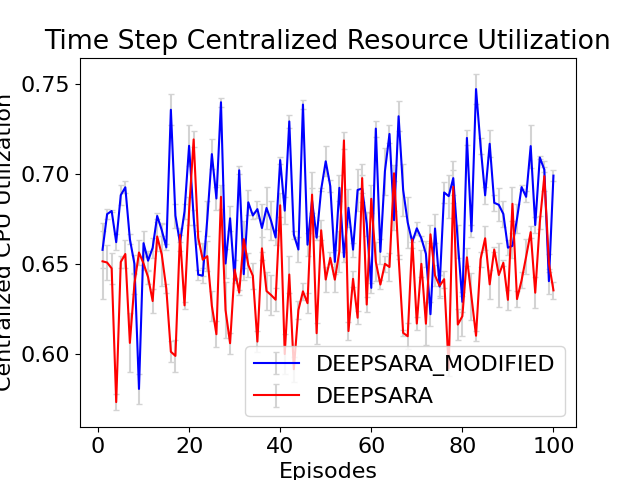 Time Step Centralized Resource Utilization
Centralized CPU Utilization
0.75
0.70
0.65
0.60
DEEPSARA_MODIFIED
DEEPSARA
0 20 40 60 80 100
Episodes